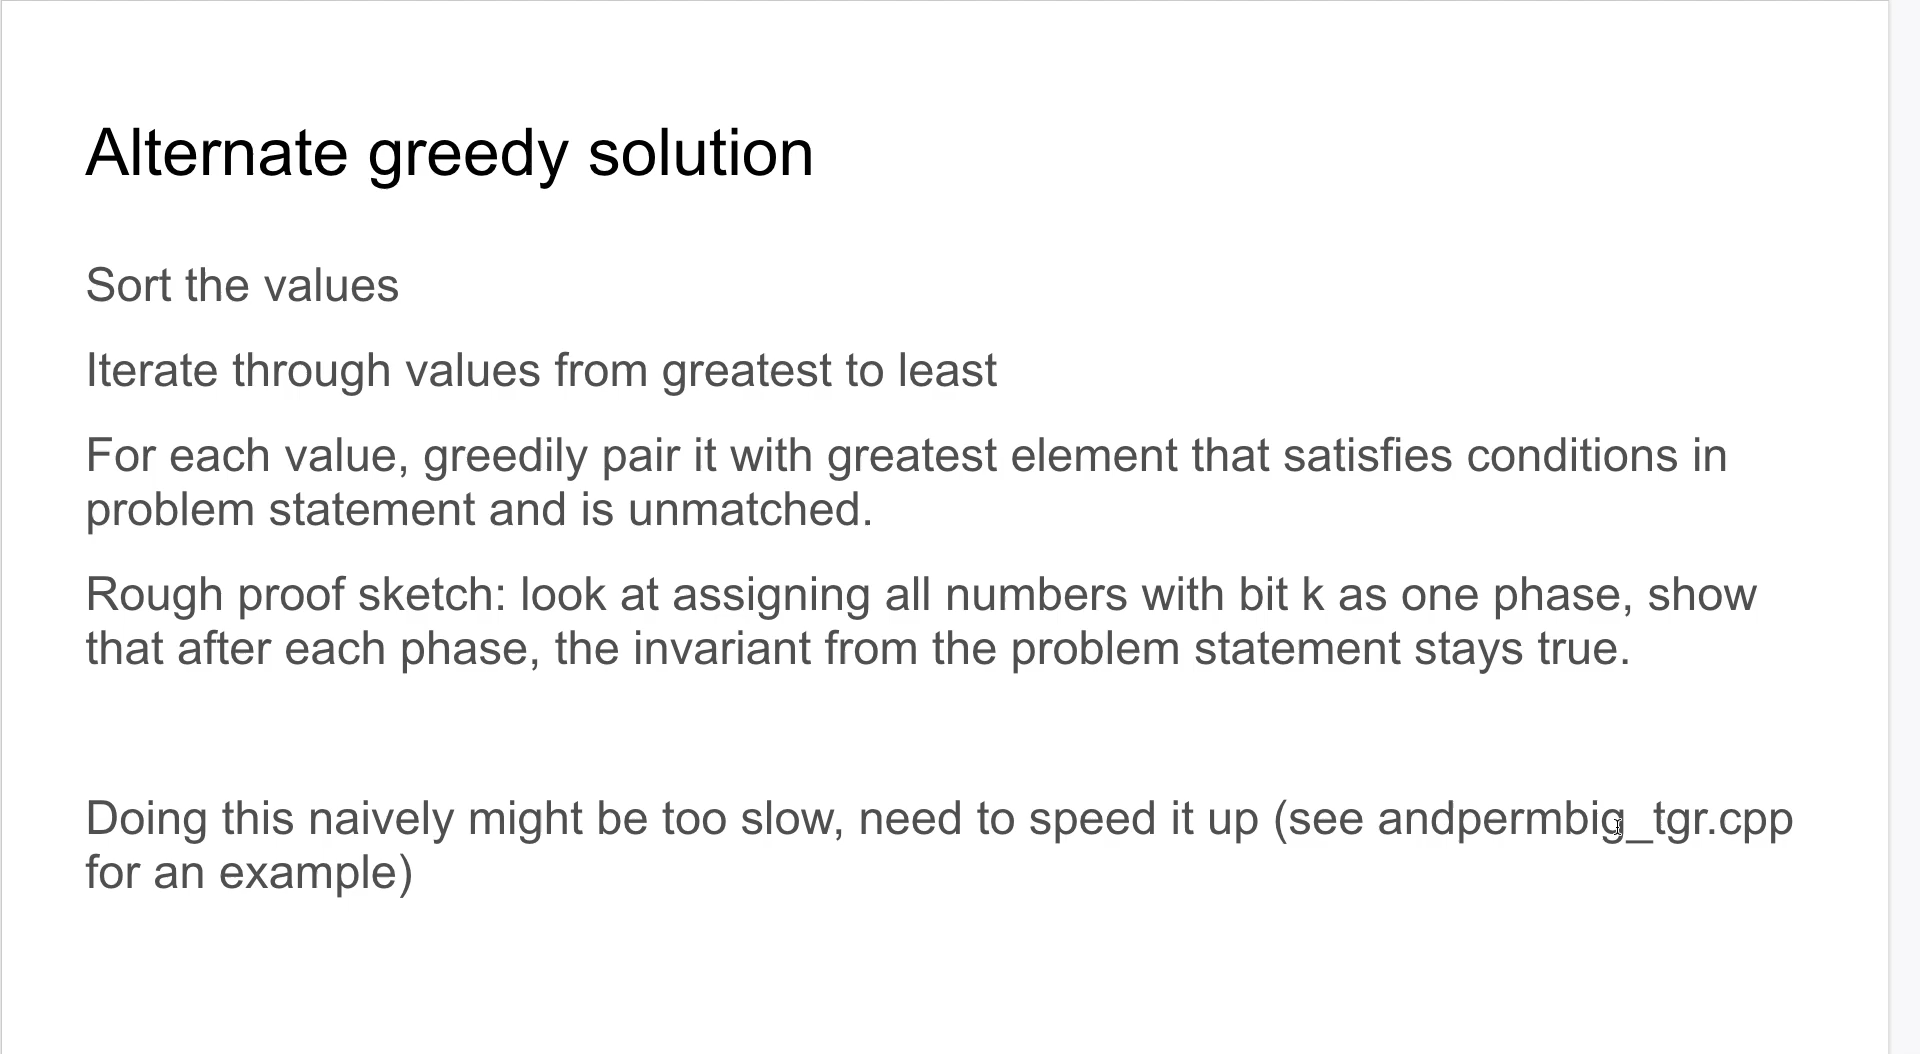 Alternate greedy solution
Sort the values
Iterate through values from greatest to least
For each value, greedily pair it with greatest element that satisfies conditions in
problem statement and is unmatched.
Rough proof sketch: look at assigning all numbers with bit k as one phase, show
that after each phase, the invariant from the problem statement stays true.
Doing this naively might be too slow, need to speed it up (see andpermbig_tgr.cpp
for an example)